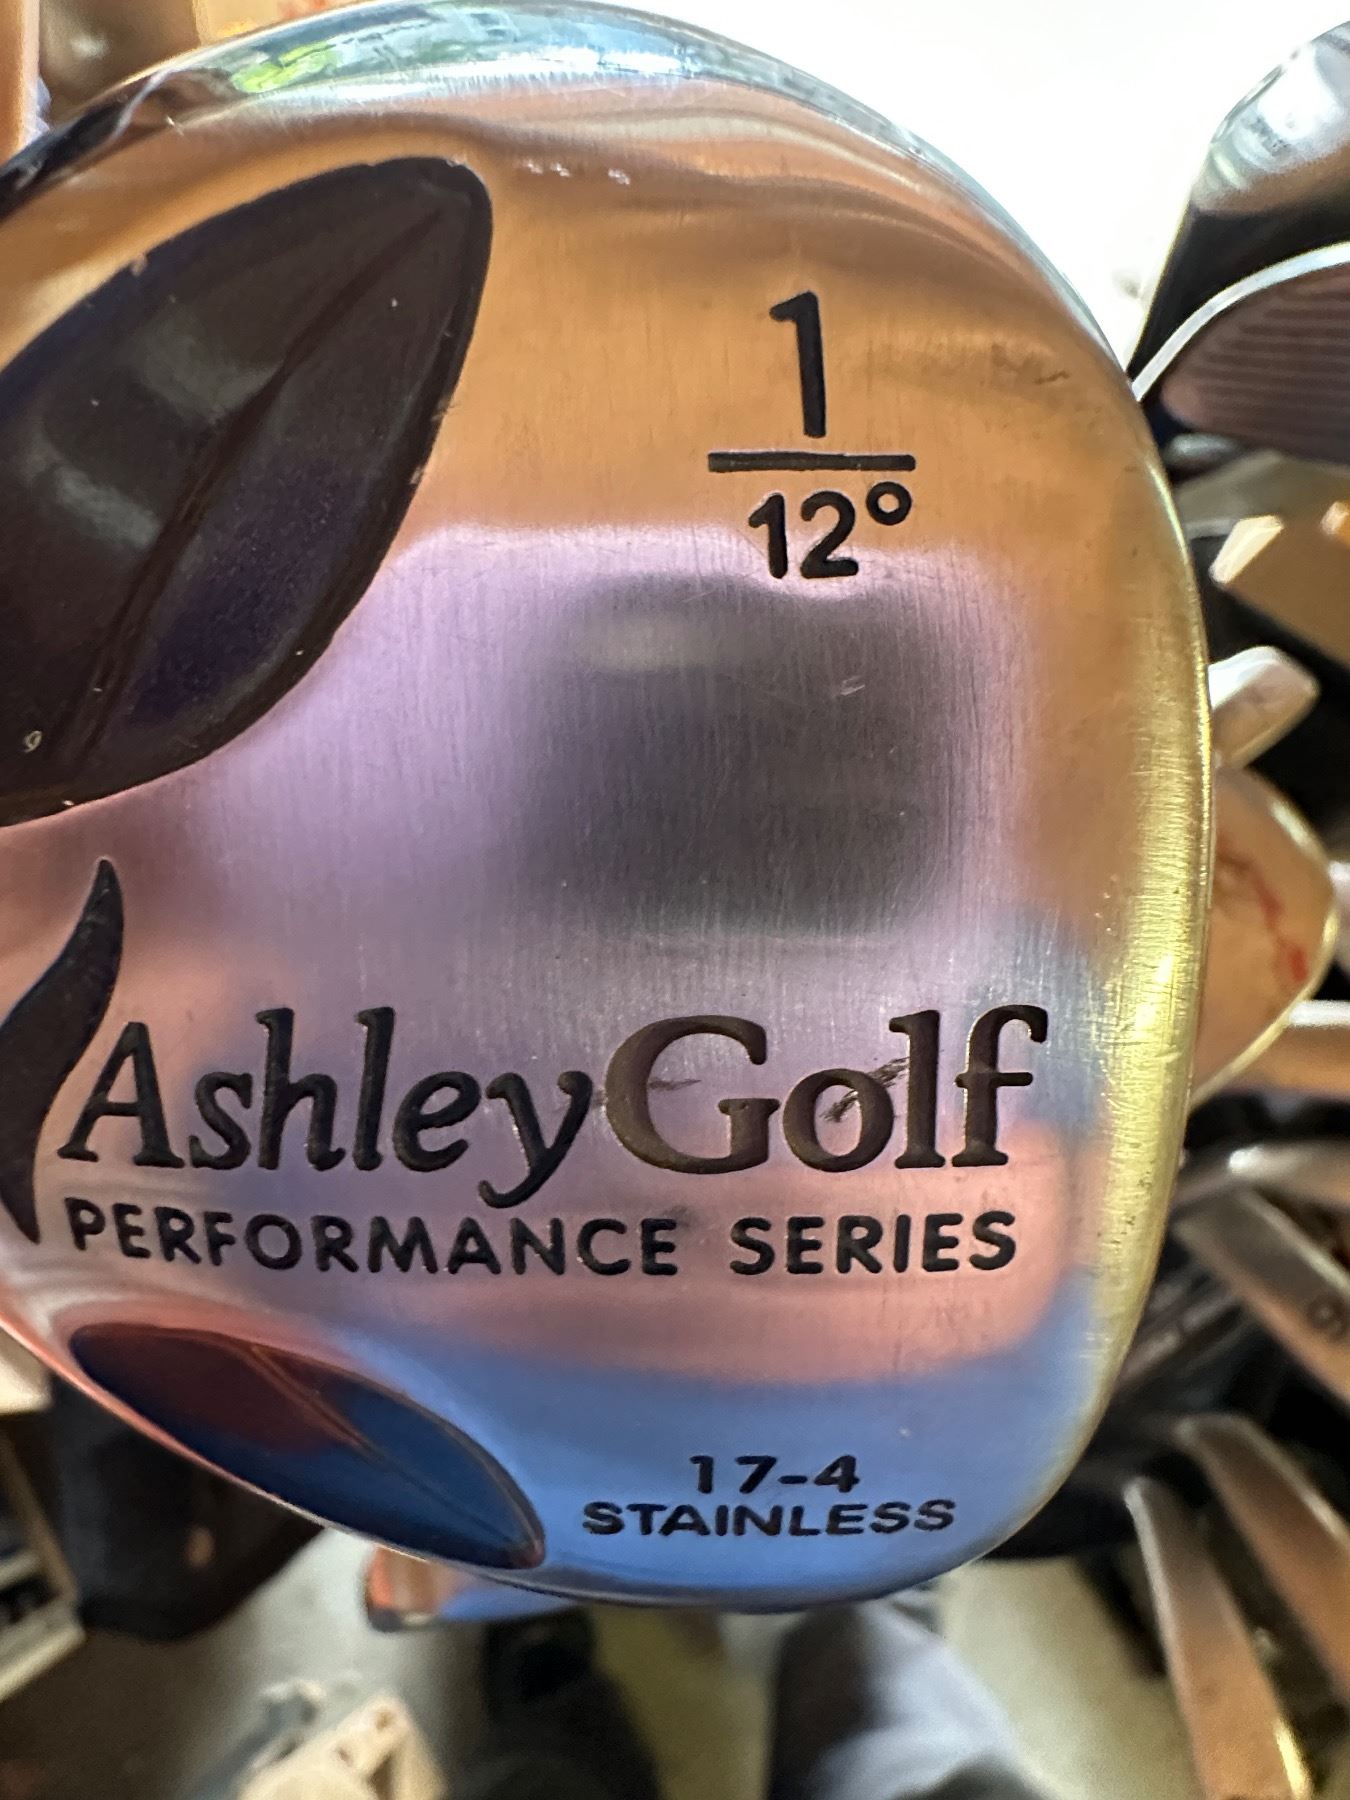 1
12°
AshleyGolf
PERFORMANCE SERIES
17-4
STAINLESS